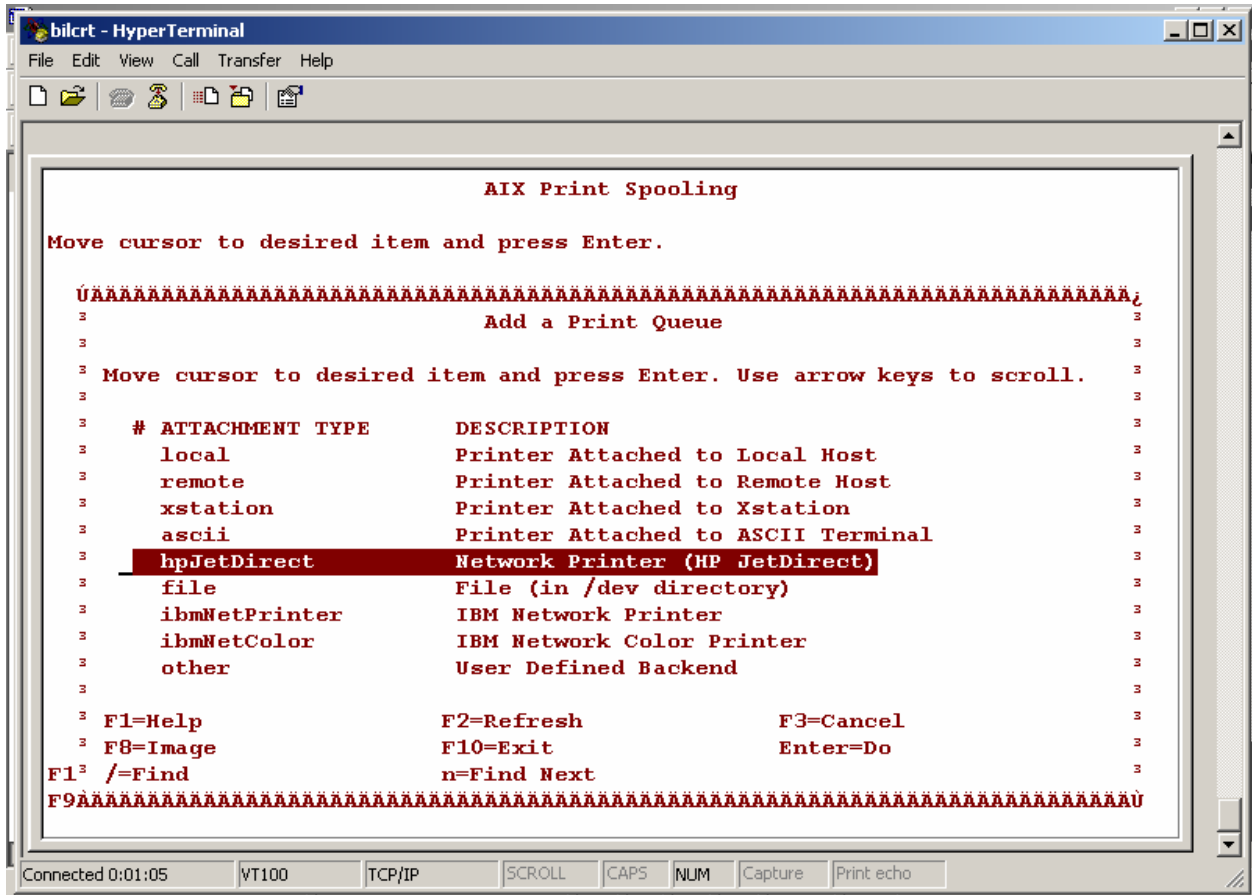 bilcrt - HyperTerminal
File Edit View Call Transfer Help
AIX Print Spooling
Move cursor to desired item and press Enter.
ÚÄÄÄÄÄÄÄÄÄÄÄÄÄÄÄÄÄÄÄÄÄÄÄÄÄÄÄÄÄÄÄÄÄÄÄÄÄÄÄÄÄÄÄÄÄÄÄÄÄÄÄÄÄÄÄÄÄÄÄÄÄÄÄÄÄÄÄÄÄÄÄÄÄÄ¿
³ Add a Print Queue ³
³ ³
³ Move cursor to desired item and press Enter. Use arrow keys to scroll. ³
³ ³
³ # ATTACHMENT TYPE DESCRIPTION ³
³ local Printer Attached to Local Host ³
³ remote Printer Attached to Remote Host ³
³ xstation Printer Attached to Xstation ³
³ ascii Printer Attached to ASCII Terminal ³
³ hpJetDirect Network Printer (HP JetDirect) ³
³ file File (in /dev directory) ³
³ ibmNetPrinter IBM Network Printer ³
³ ibmNetColor IBM Network Color Printer ³
³ other User Defined Backend ³
³ ³
³ F1=Help F2=Refresh F3=Cancel ³
³ F8=Image F10=Exit Enter=Do ³
F1³ /=Find n=Find Next ³
F9ÀÄÄÄÄÄÄÄÄÄÄÄÄÄÄÄÄÄÄÄÄÄÄÄÄÄÄÄÄÄÄÄÄÄÄÄÄÄÄÄÄÄÄÄÄÄÄÄÄÄÄÄÄÄÄÄÄÄÄÄÄÄÄÄÄÄÄÄÄÄÄÄÄÄÄÙ
Connected 0:01:05 VT100 TCP/IP SCROLL CAPS NUM Capture Print echo